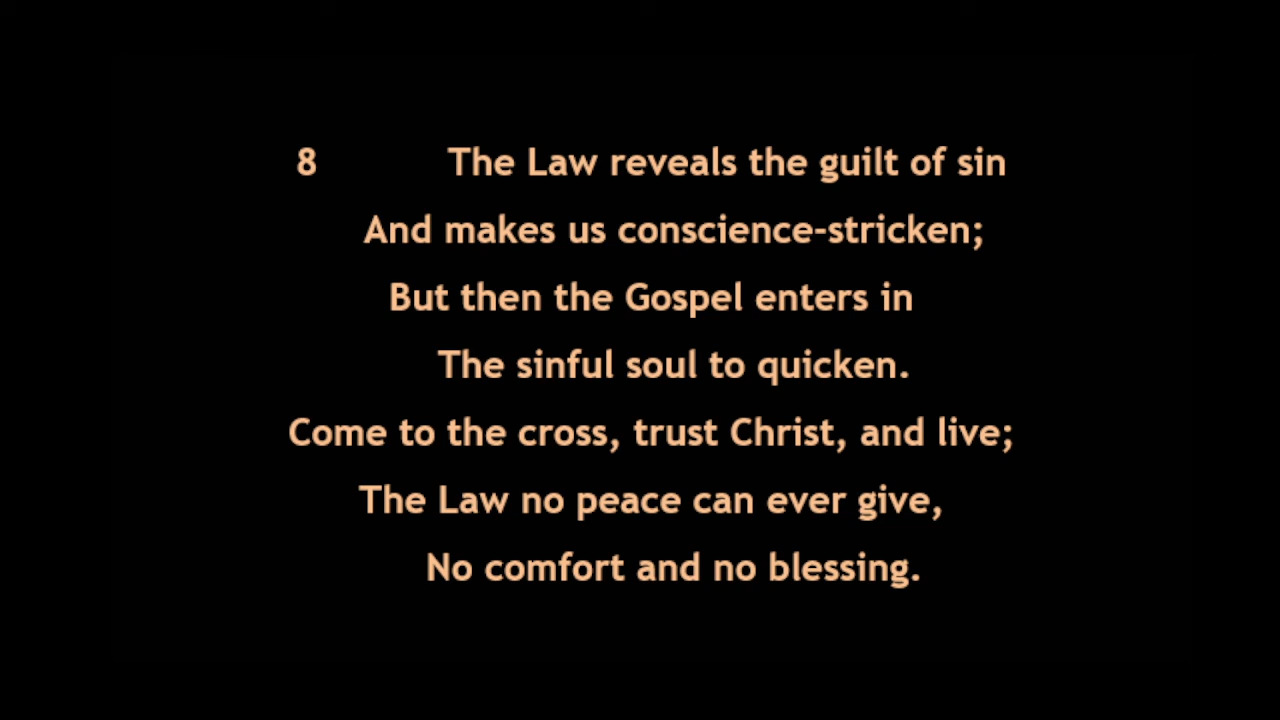 8 The Law reveals the guilt of sin
And makes us conscience-stricken;
But then the Gospel enters in
The sinful soul to quicken.
Come to the cross, trust Christ, and live;
The Law no peace can ever give,
No comfort and no blessing.